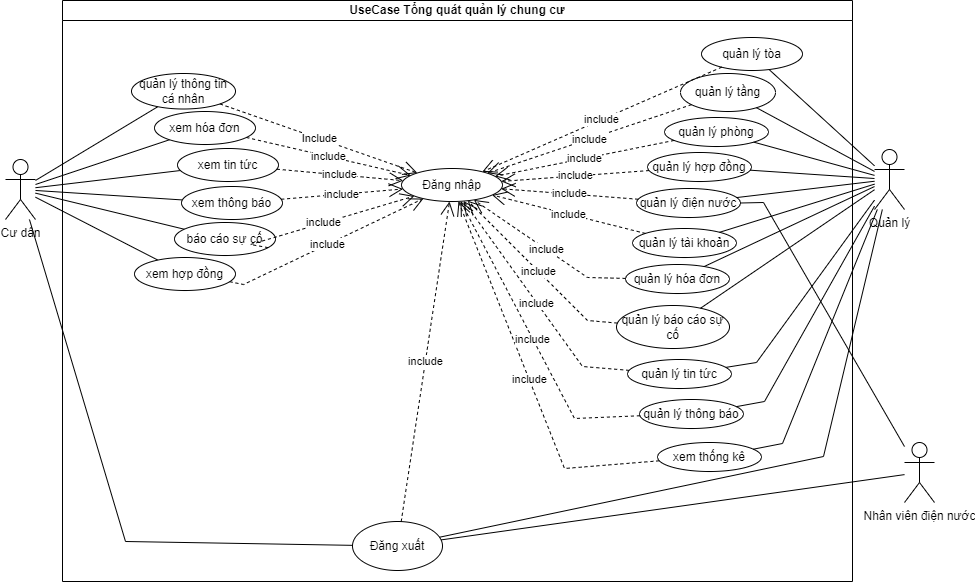 UseCase Tổng quát quản lý chung cư
quản lý thông tin
cá nhân
xem hóa đơn
xem tin tức
xem thông báo
báo cáo sự cố
xem hợp đồng
Cư dân
Include
include
include
include
include
include
Đăng nhập
include
include
include
include
include
include
include
include
include
include
include
include
quản lý tòa
quản lý tầng
quản lý phòng
quản lý hợp đồng
quản lý điện nước
quản lý tài khoản
quản lý hóa đơn
quản lý báo cáo sự
cố
quản lý tin tức
quản lý thông báo
xem thống kê
Quản lý
Nhân viên điện nước
Đăng xuất